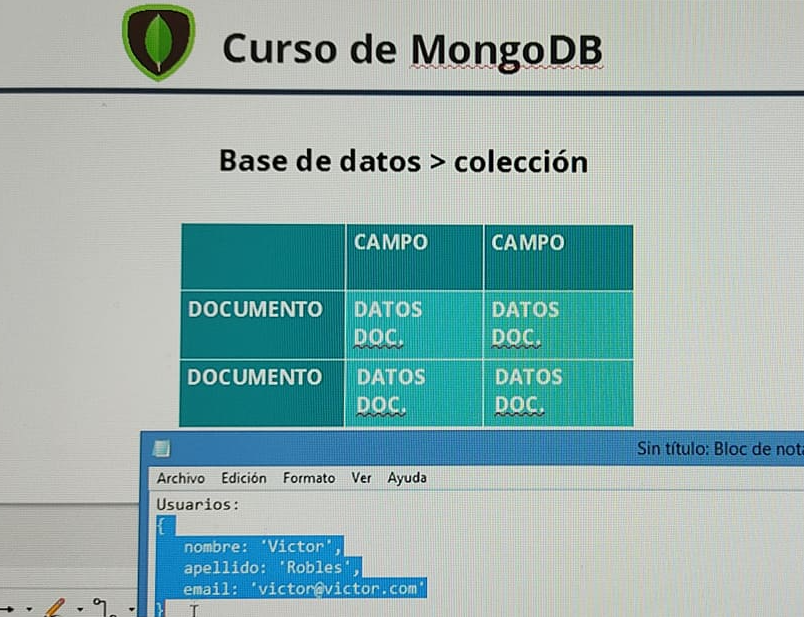 Curso de MongoDB
Base de datos > colección
CAMPO CAMPO
DOCUMENTO DATOS DOC. DATOS DOC.
DOCUMENTO DATOS DOC. DATOS DOC.
Sin título: Bloc de nota
Archivo Edición Formato Ver Ayuda
Usuarios:
{
nombre: 'Victor',
apellido: 'Robles',
email: 'victor@victor.com'
}